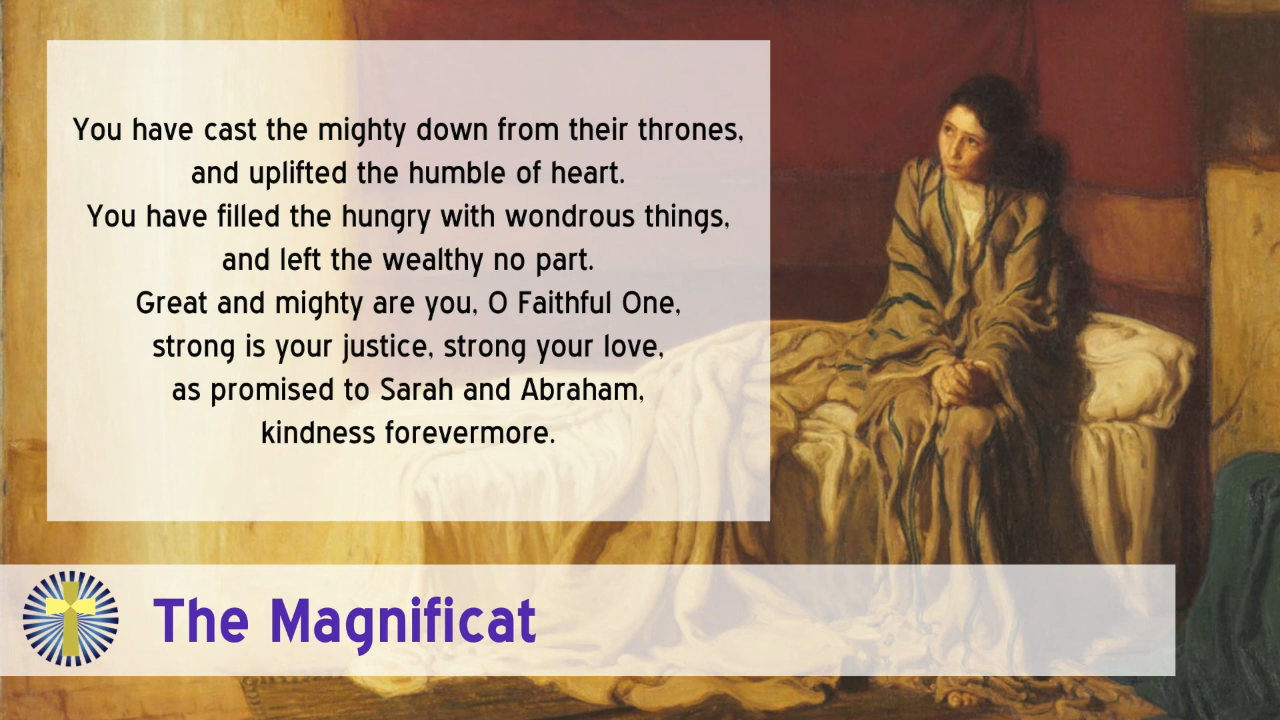 You have cast the mighty down from their thrones,
and uplifted the humble of heart.
You have filled the hungry with wondrous things,
and left the wealthy no part.
Great and mighty are you, O Faithful One,
strong is your justice, strong your love,
as promised to Sarah and Abraham,
kindness forevermore.
The Magnificat